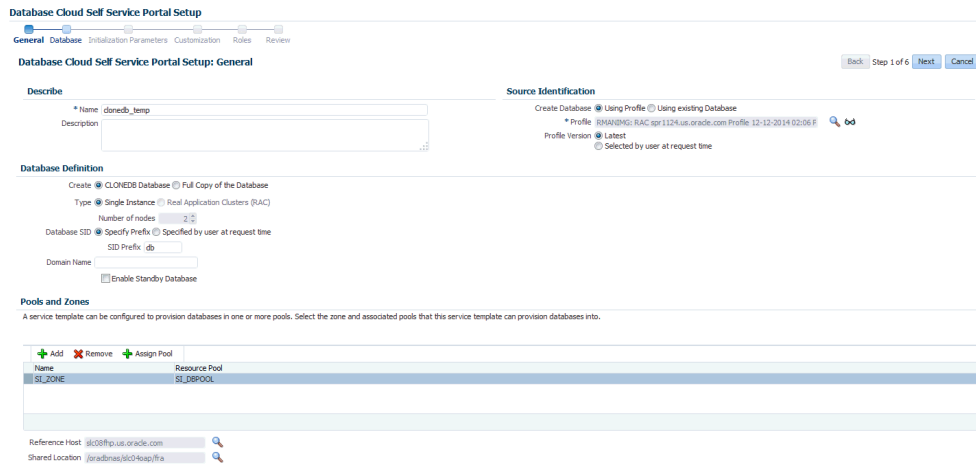 Database Cloud Self Service Portal Setup
General Database Initialization Parameters Customization Roles Review
Database Cloud Self Service Portal Setup: General
Back Step 1 of 6 Next Cancel
Describe
* Name clonedb_temp
Description
Source Identification
Create Database Using Profile Using existing Database
* Profile RMANIMG: RAC spr1124.us.oracle.com Profile 12-12-2014 02:06 P
Profile Version Latest
Selected by user at request time
Database Definition
Create CLONEDB Database Full Copy of the Database
Type Single Instance Real Application Clusters (RAC)
Number of nodes 2
Database SID Specify Prefix Specified by user at request time
SID Prefix db
Domain Name
Enable Standby Database
Pools and Zones
A service template can be configured to provision databases in one or more pools. Select the zone and associated pools that this service template can provision databases into.
Add Remove Assign Pool
Name Resource Pool
SI_ZONE SI_DBPOOL
Reference Host slc08fhp.us.oracle.com
Shared Location /oradbnas/slc04oap/fra